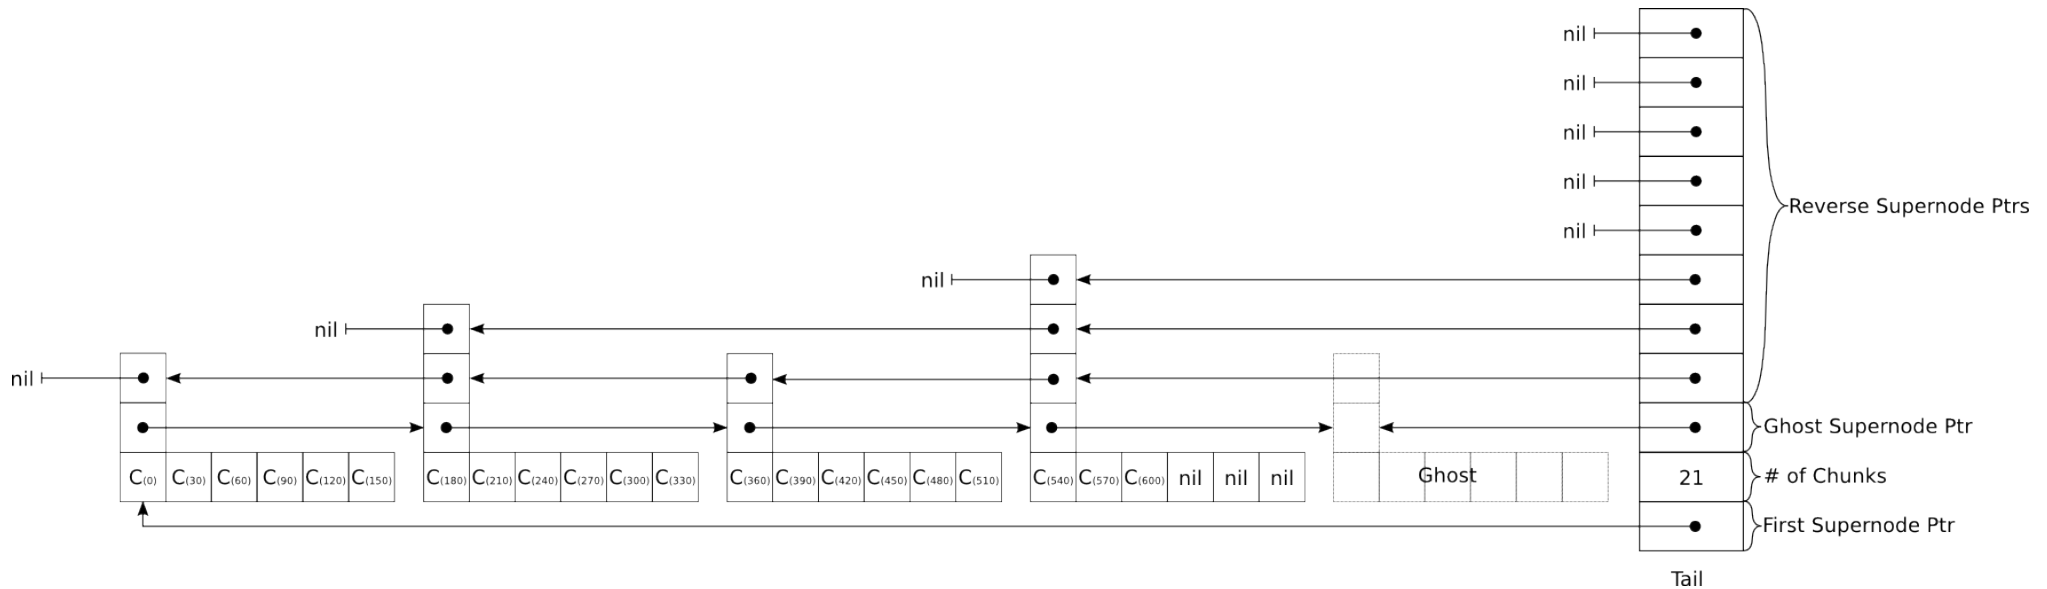 nil
nil
nil
nil
nil
Reverse Supernode Ptrs
nil
nil
nil
Ghost Supernode Ptr
C(0) C(30) C(60) C(90) C(120) C(150) C(180) C(210) C(240) C(270) C(300) C(330) C(360) C(390) C(420) C(450) C(480) C(510) C(540) C(570) C(600) nil nil nil Ghost 21 # of Chunks
First Supernode Ptr
Tail